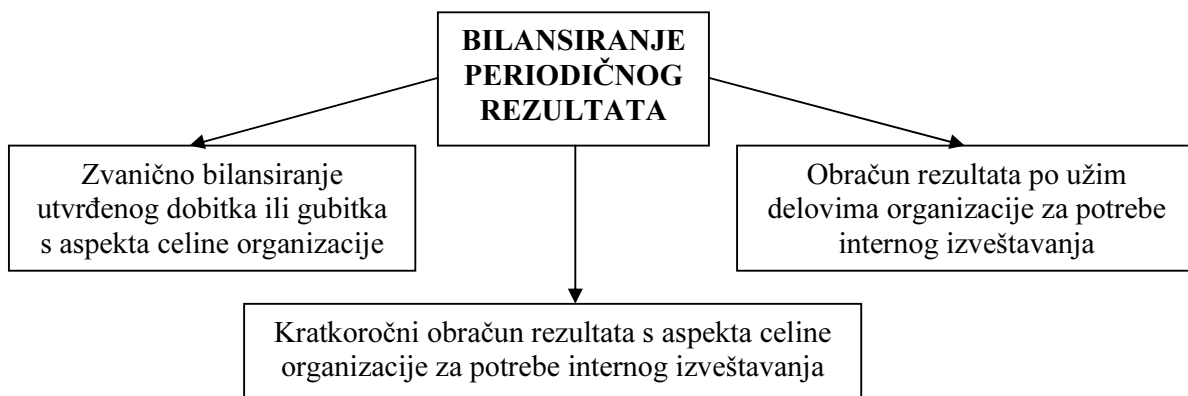 BILANSIRANJE
PERIODIČNOG
REZULTATA
Zvanično bilansiranje
utvrđenog dobitka ili gubitka
s aspekta celine organizacije
Obračun rezultata po užim
delovima organizacije za potrebe
internog izveštavanja
Kratkoročni obračun rezultata s aspekta celine
organizacije za potrebe internog izveštavanja